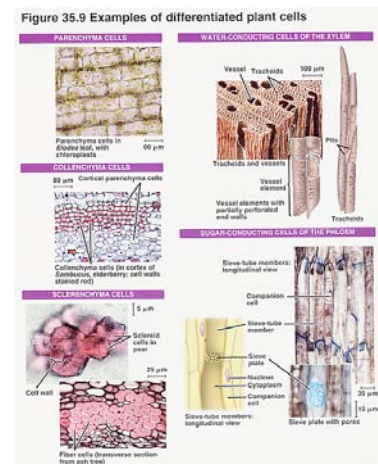 Figure 35.9 Examples of differentiated plant cells
PARENCHYMA CELLS
Parenchyma cells in
Elodea leaf, with
chloroplasts
60 µm
COLLENCHYMA CELLS
80 µm
Cortical parenchyma cells
Collenchyma cells (in cortex of
Sambucus, elderberry; cell walls
stained red)
SCLERENCHYMA CELLS
5 µm
Sclereid
cells in
pear
25 µm
Cell wall
Fiber cells (transverse section
from ash tree)
WATER-CONDUCTING CELLS OF THE XYLEM
Vessel
Tracheids
100 µm
Pits
Tracheids and vessels
Vessel
element
Vessel elements with
partially perforated
end walls
Tracheids
SUGAR-CONDUCTING CELLS OF THE PHLOEM
Sieve-tube members:
longitudinal view
Companion
cell
Sieve-tube
member
Sieve
plate
Nucleus
Cytoplasm
Companion
cell
30 µm
15 µm
Sieve-tube members:
longitudinal view
Sieve plate with pores